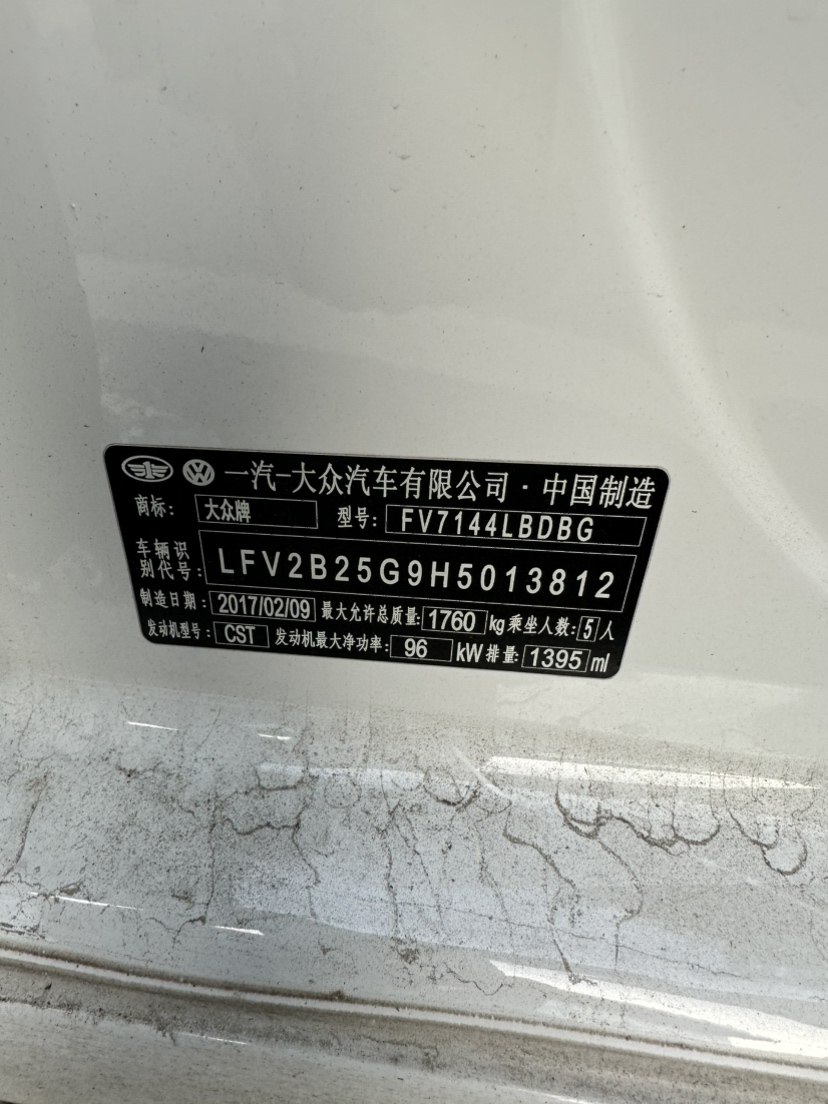 一汽-大众汽车有限公司·中国制造
商标: 大众牌 型号: FV7144LBDBG
车辆识别代号: LFV2B25G9H5013812
制造日期: 2017/02/09 最大允许总质量: 1760 kg 乘坐人数: 5 人
发动机型号: CST 发动机最大净功率: 96 kW 排量: 1395 ml